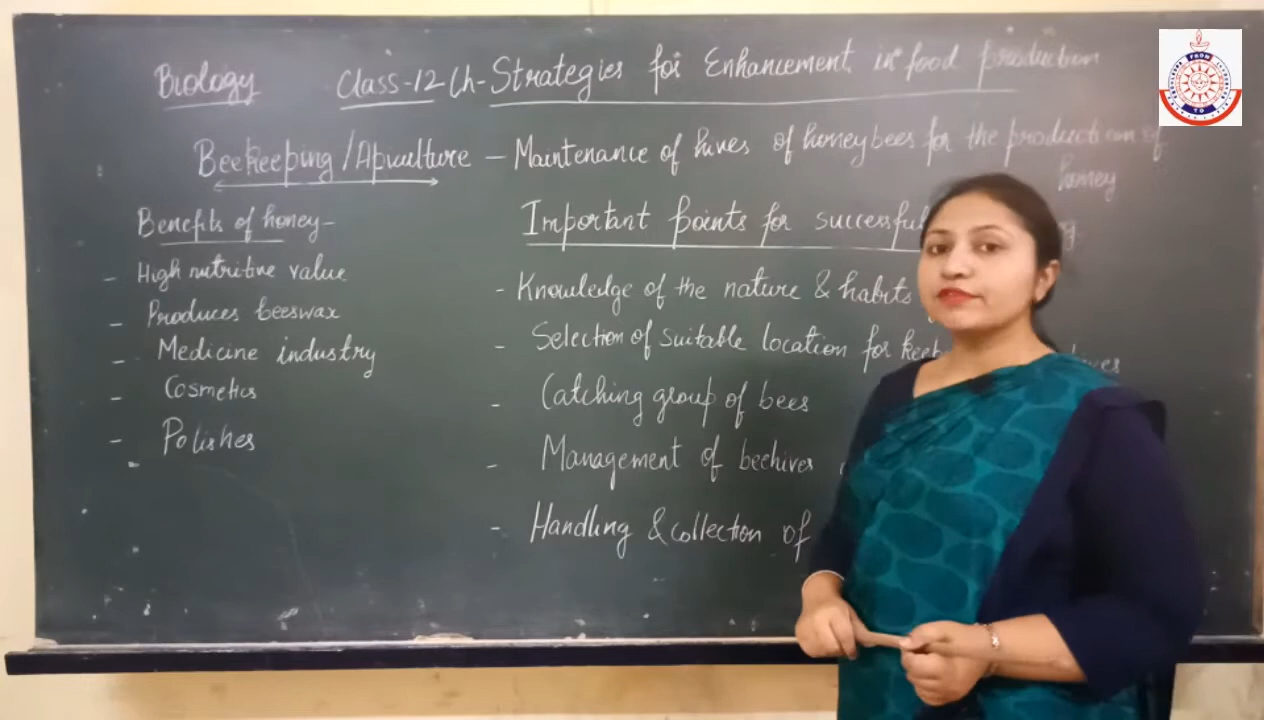 Biology Class-12 Ch-Strategies for Enhancement in food production
Beekeeping/Apiculture – Maintenance of hives of honeybees for the production of
honey
Benefits of honey-
- High nutritive value
- Produces beeswax
- Medicine industry
- Cosmetics
- Polishes
Important points for successful
- Knowledge of the nature & habits
- Selection of suitable location for
- Catching group of bees
- Management of beehives
- Handling & collection of
FROM
TO